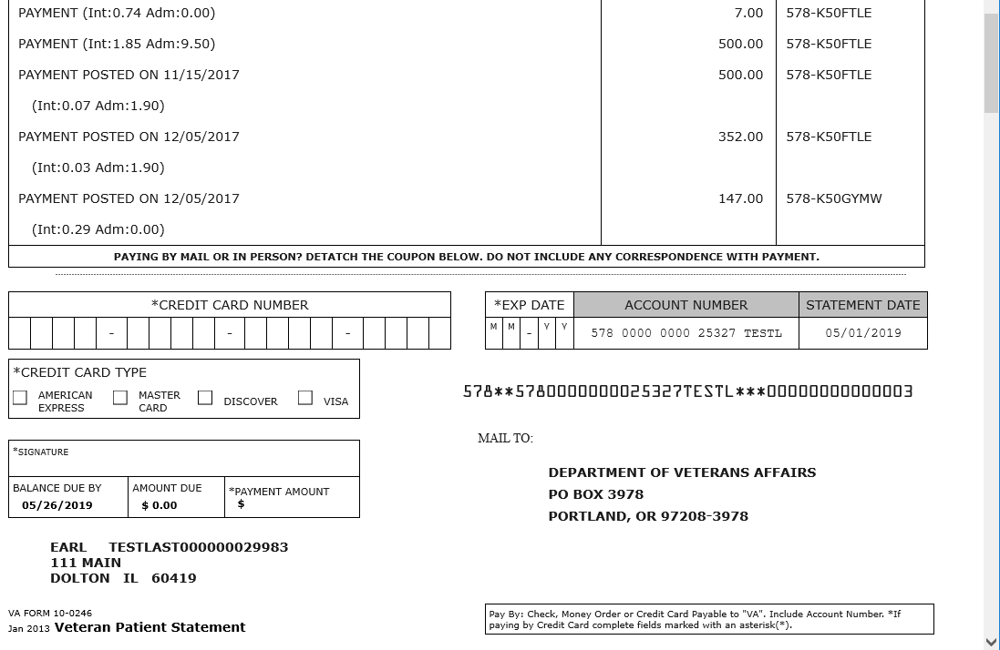 PAYMENT (Int:0.74 Adm:0.00) 7.00 578-K50FTLE
PAYMENT (Int:1.85 Adm:9.50) 500.00 578-K50FTLE
PAYMENT POSTED ON 11/15/2017 500.00 578-K50FTLE
(Int:0.07 Adm:1.90)
PAYMENT POSTED ON 12/05/2017 352.00 578-K50FTLE
(Int:0.03 Adm:1.90)
PAYMENT POSTED ON 12/05/2017 147.00 578-K50GYMW
(Int:0.29 Adm:0.00)
PAYING BY MAIL OR IN PERSON? DETATCH THE COUPON BELOW. DO NOT INCLUDE ANY CORRESPONDENCE WITH PAYMENT.
*CREDIT CARD NUMBER *EXP DATE ACCOUNT NUMBER STATEMENT DATE
- - - M M - Y Y 578 0000 0000 25327 TESTL 05/01/2019
*CREDIT CARD TYPE
AMERICAN EXPRESS
MASTER CARD
DISCOVER
VISA
578**57800000000025327TESTL***00000000000003
*SIGNATURE
MAIL TO:
DEPARTMENT OF VETERANS AFFAIRS
PO BOX 3978
PORTLAND, OR 97208-3978
BALANCE DUE BY AMOUNT DUE *PAYMENT AMOUNT
05/26/2019 $ 0.00 $
EARL TESTLAST000000029983
111 MAIN
DOLTON IL 60419
VA FORM 10-0246
Jan 2013 Veteran Patient Statement
Pay By: Check, Money Order or Credit Card Payable to "VA". Include Account Number. *If
paying by Credit Card complete fields marked with an asterisk(*).